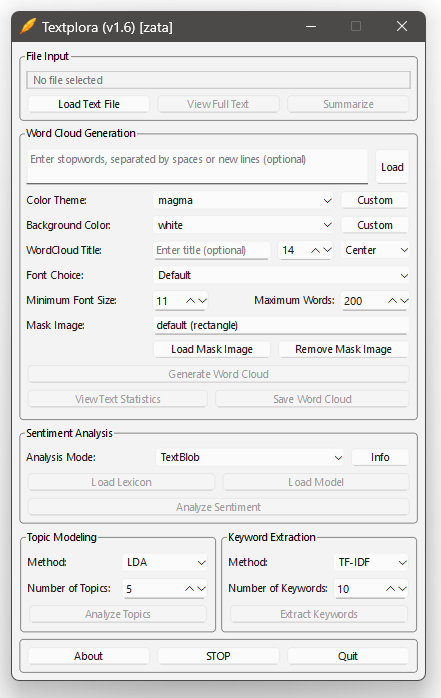 Textplora (v1.6) [zata]
File Input
No file selected
Load Text File View Full Text Summarize
Word Cloud Generation
Enter stopwords, separated by spaces or new lines (optional) Load
Color Theme: magma Custom
Background Color: white Custom
WordCloud Title: Enter title (optional) 14 Center
Font Choice: Default
Minimum Font Size: 11 Maximum Words: 200
Mask Image: default (rectangle)
Load Mask Image Remove Mask Image
Generate Word Cloud
View Text Statistics Save Word Cloud
Sentiment Analysis
Analysis Mode: TextBlob Info
Load Lexicon Load Model
Analyze Sentiment
Topic Modeling Keyword Extraction
Method: LDA Method: TF-IDF
Number of Topics: 5 Number of Keywords: 10
Analyze Topics Extract Keywords
About STOP Quit